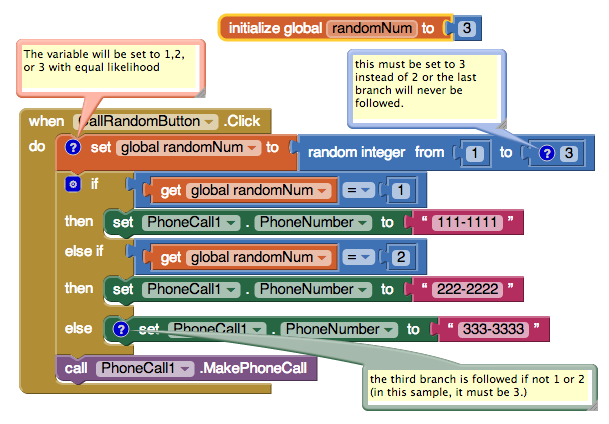 initialize global randomNum to 3
The variable will be set to 1,2,
or 3 with equal likelihood
this must be set to 3
instead of 2 or the last
branch will never be
followed.
when CallRandomButton .Click
do ? set global randomNum to random integer from 1 to ? 3
if get global randomNum = 1
then set PhoneCall1 . PhoneNumber to “ 111-1111 ”
else if get global randomNum = 2
then set PhoneCall1 . PhoneNumber to “ 222-2222 ”
else ? set PhoneCall1 . PhoneNumber to “ 333-3333 ”
call PhoneCall1 .MakePhoneCall
the third branch is followed if not 1 or 2
(in this sample, it must be 3.)